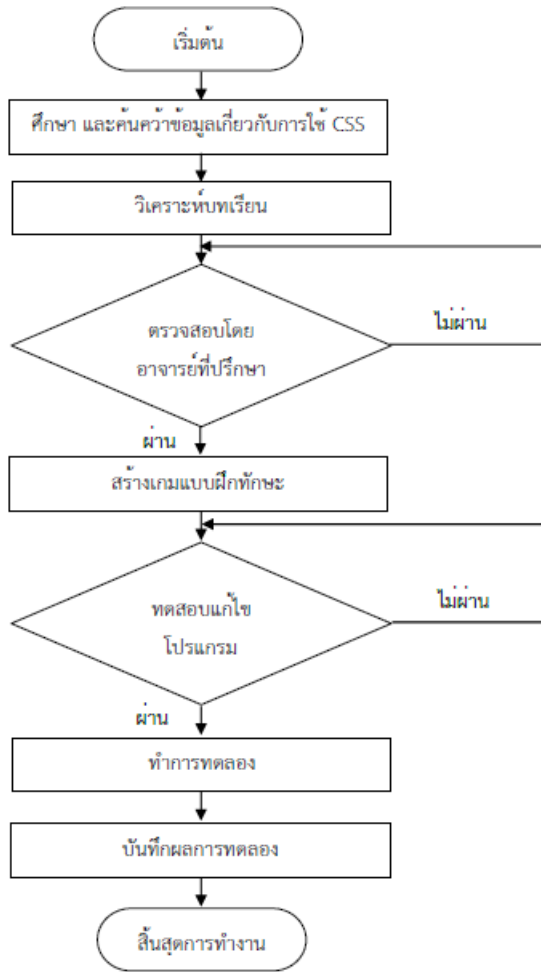 เริ่มต้น
ศึกษา และค้นคว้าข้อมูลเกี่ยวกับการใช้ CSS
วิเคราะห์บทเรียน
ตรวจสอบโดย
อาจารย์ที่ปรึกษา
ไม่ผ่าน
ผ่าน
สร้างเกมแบบฝึกทักษะ
ทดสอบแก้ไข
โปรแกรม
ไม่ผ่าน
ผ่าน
ทำการทดลอง
บันทึกผลการทดลอง
สิ้นสุดการทำงาน